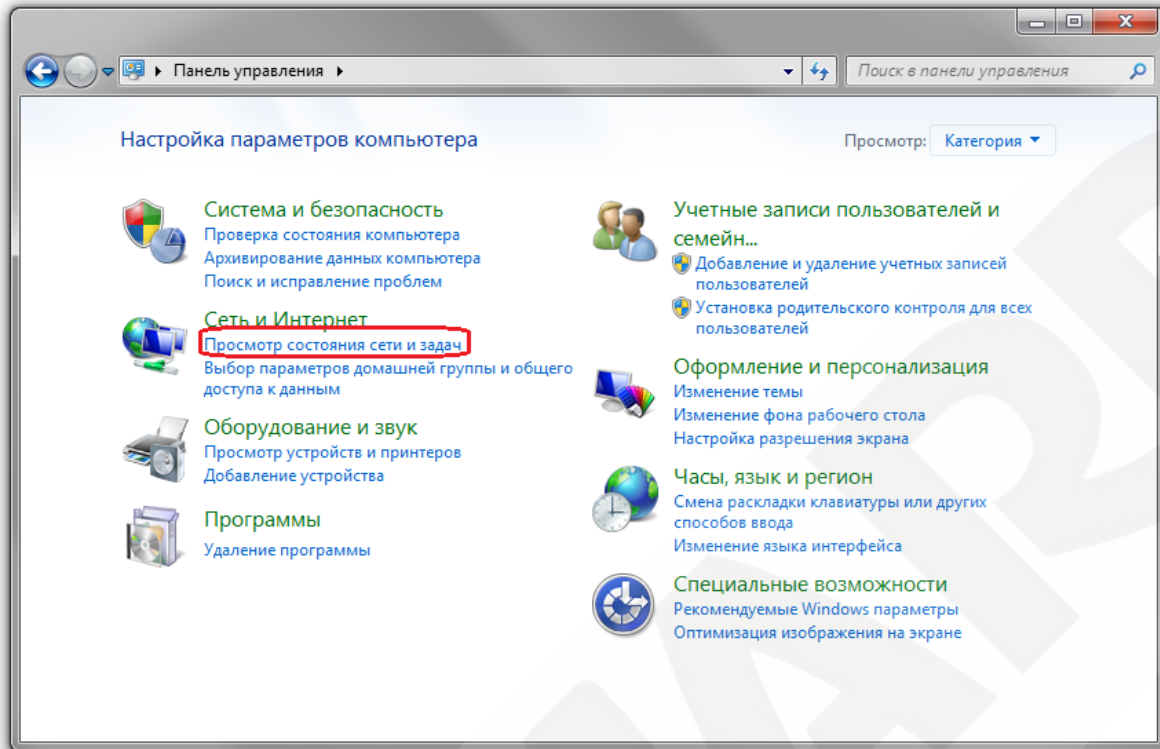 Панель управления
Поиск в панели управления
Настройка параметров компьютера
Просмотр: Категория
Система и безопасность
Проверка состояния компьютера
Архивирование данных компьютера
Поиск и исправление проблем
Сеть и Интернет
Просмотр состояния сети и задач
Выбор параметров домашней группы и общего
доступа к данным
Оборудование и звук
Просмотр устройств и принтеров
Добавление устройства
Программы
Удаление программы
Учетные записи пользователей и
семейн...
Добавление и удаление учетных записей
пользователей
Установка родительского контроля для всех
пользователей
Оформление и персонализация
Изменение темы
Изменение фона рабочего стола
Настройка разрешения экрана
Часы, язык и регион
Смена раскладки клавиатуры или других
способов ввода
Изменение языка интерфейса
Специальные возможности
Рекомендуемые Windows параметры
Оптимизация изображения на экране